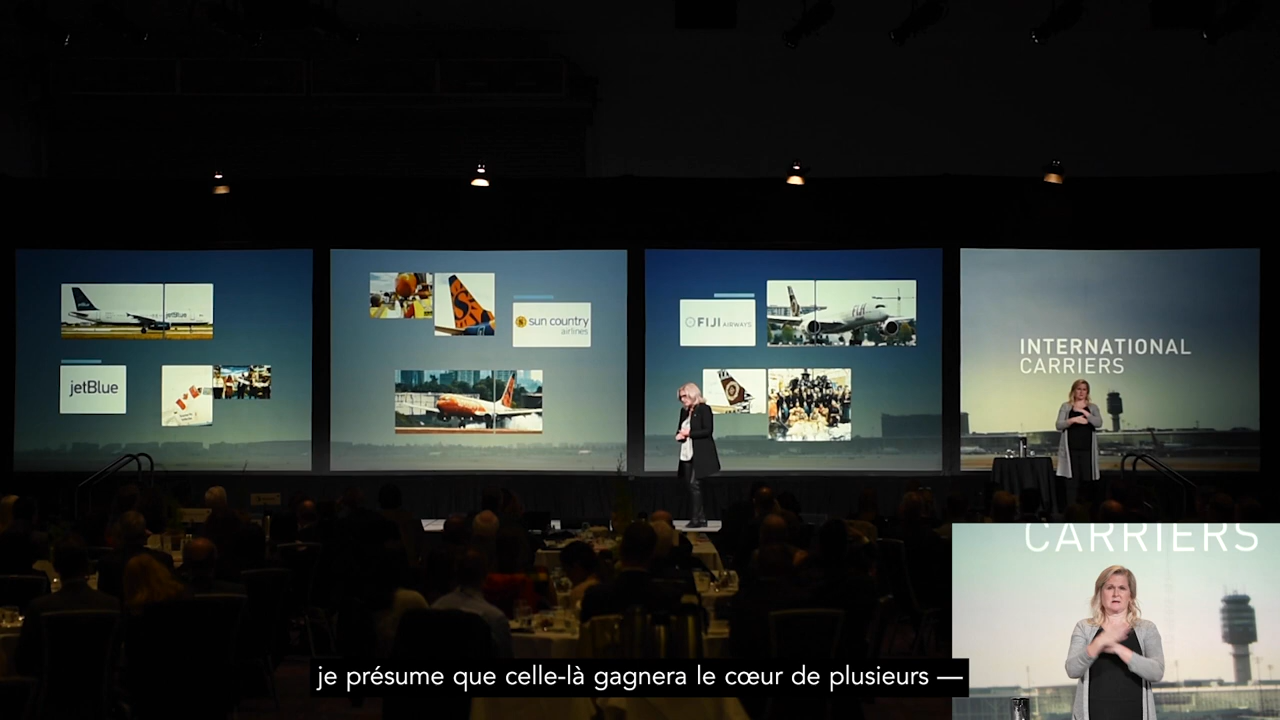 jetBlue
jetBlue
sun country
airlines
FIJI
FIJI AIRWAYS
INTERNATIONAL
CARRIERS
CARRIERS
je présume que celle-là gagnera le cœur de plusieurs —